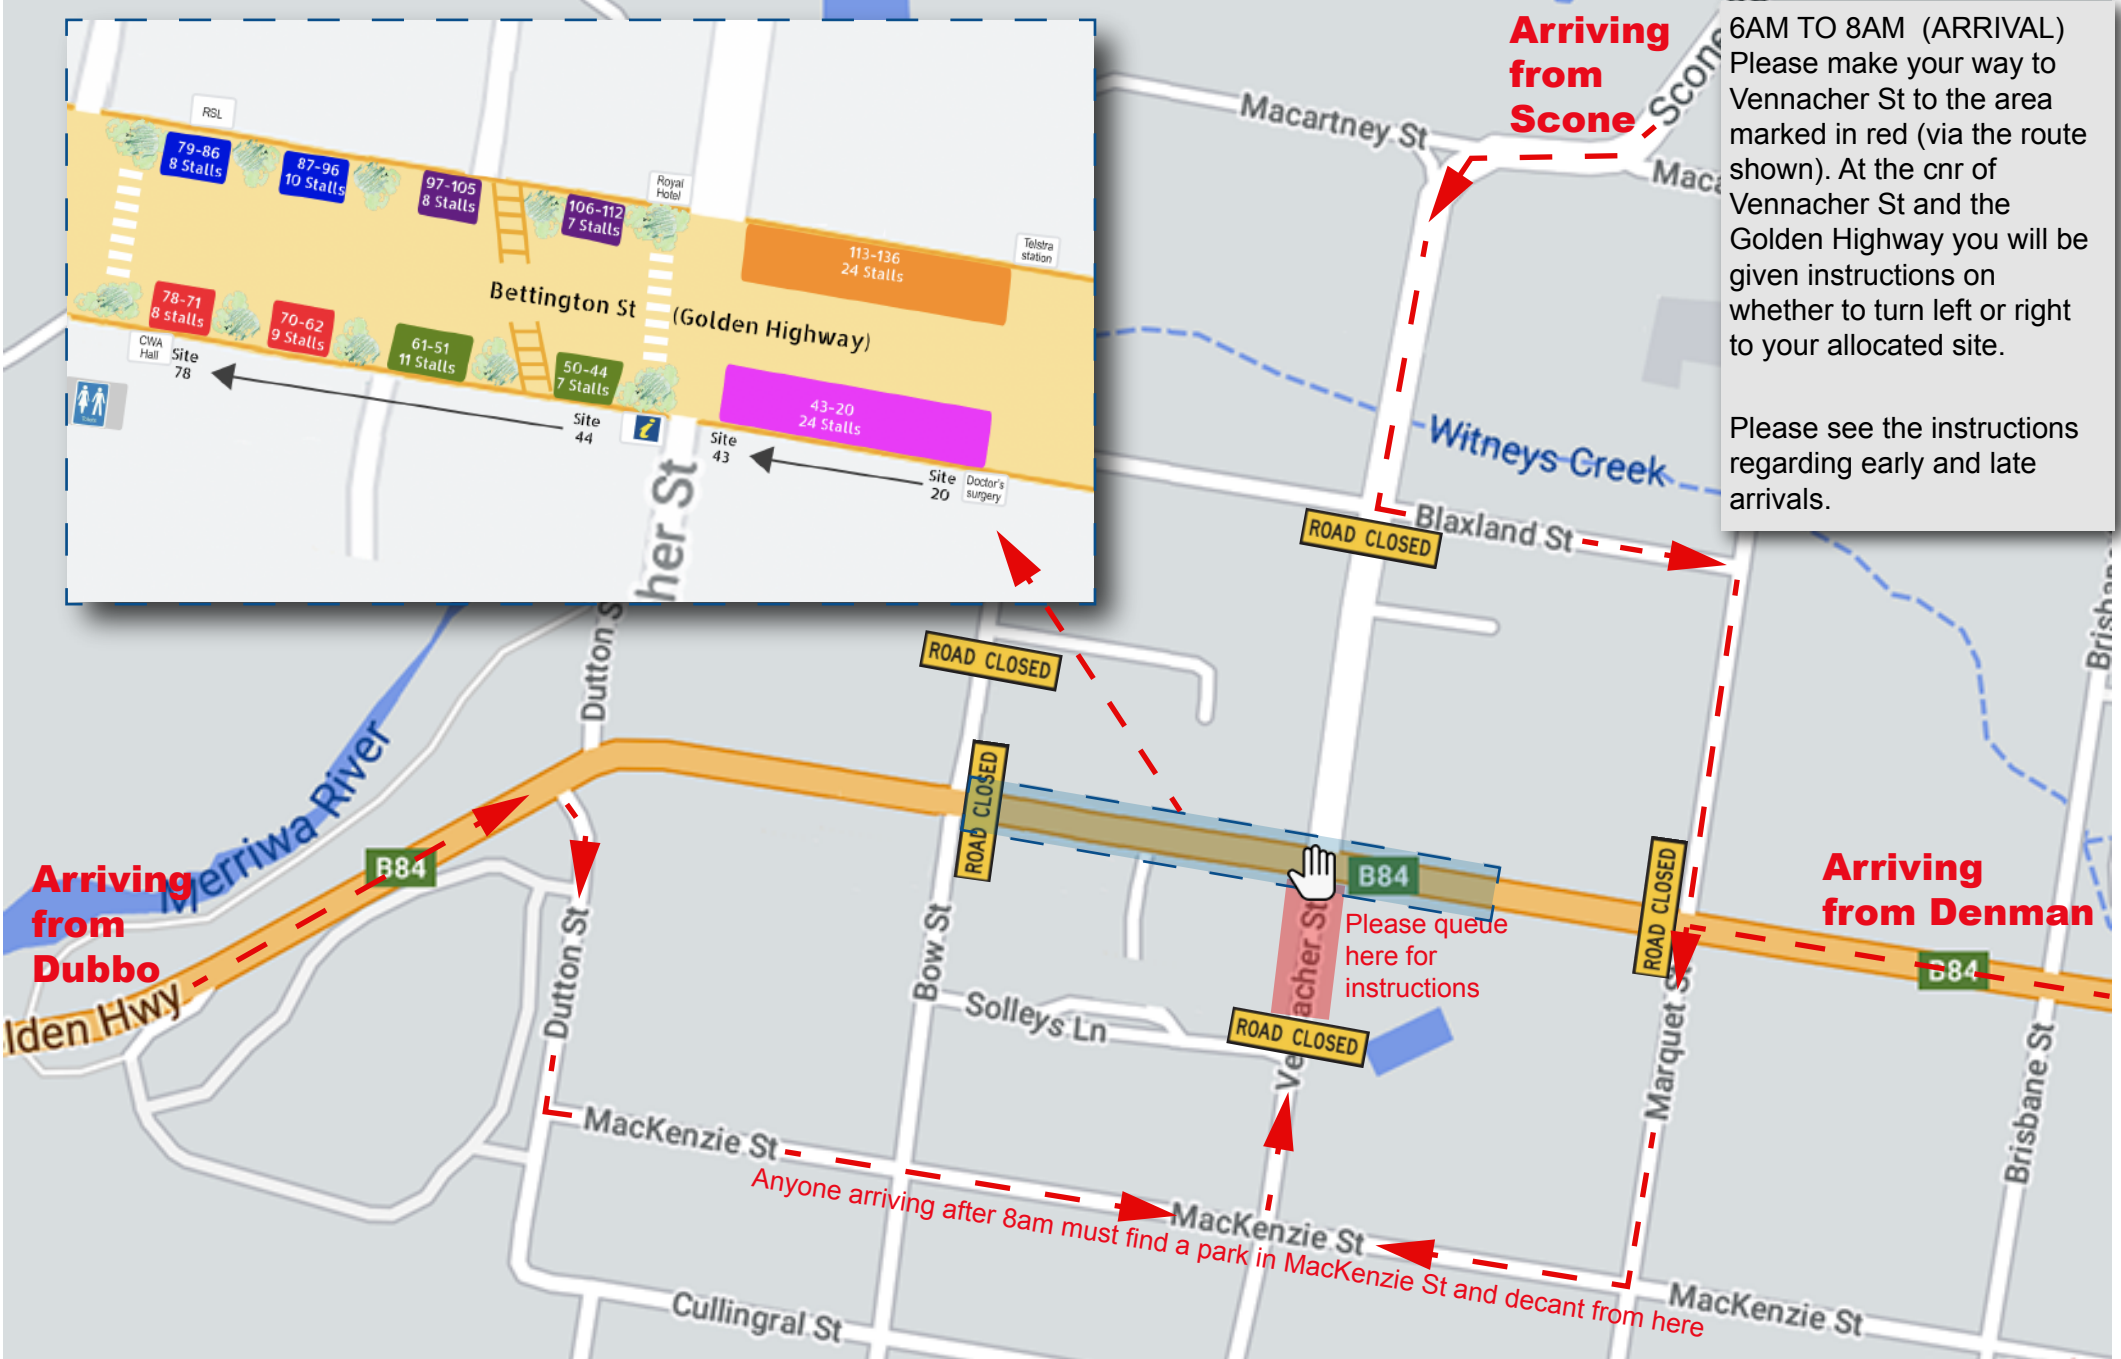 Arriving
from
Scone
Scone
6AM TO 8AM  (ARRIVAL)
Please make your way to
Vennacher St to the area
marked in red (via the route
shown). At the cnr of
Vennacher St and the
Golden Highway you will be
given instructions on
whether to turn left or right
to your allocated site.
Please see the instructions
regarding early and late
arrivals.
RSL
79-86
8 Stalls
87-96
10 Stalls
97-105
8 Stalls
Royal
Hotel
106-112
7 Stalls
113-136
24 Stalls
Telstra
station
Bettington St (Golden Highway)
78-71
8 stalls
70-62
9 Stalls
61-51
11 Stalls
50-44
7 Stalls
43-20
24 Stalls
CWA
Hall
Site
78
Site
44
i
Site
43
Site
20
Doctor's
surgery
her St
Macartney St
Maca
Witneys Creek
Blaxland St
ROAD CLOSED
ROAD CLOSED
ROAD CLOSED
ROAD CLOSED
ROAD CLOSED
Dutton S
Brisban
Merriwa River
B84
B84
B84
Arriving
from
Dubbo
Arriving
from Denman
lden Hwy
Please queue
here for
instructions
acher St
Ve
Dutton St
Bow St
Solleys Ln
Marquet St
Brisbane St
MacKenzie St
MacKenzie St
MacKenzie St
Anyone arriving after 8am must find a park in MacKenzie St and decant from here
Cullingral St